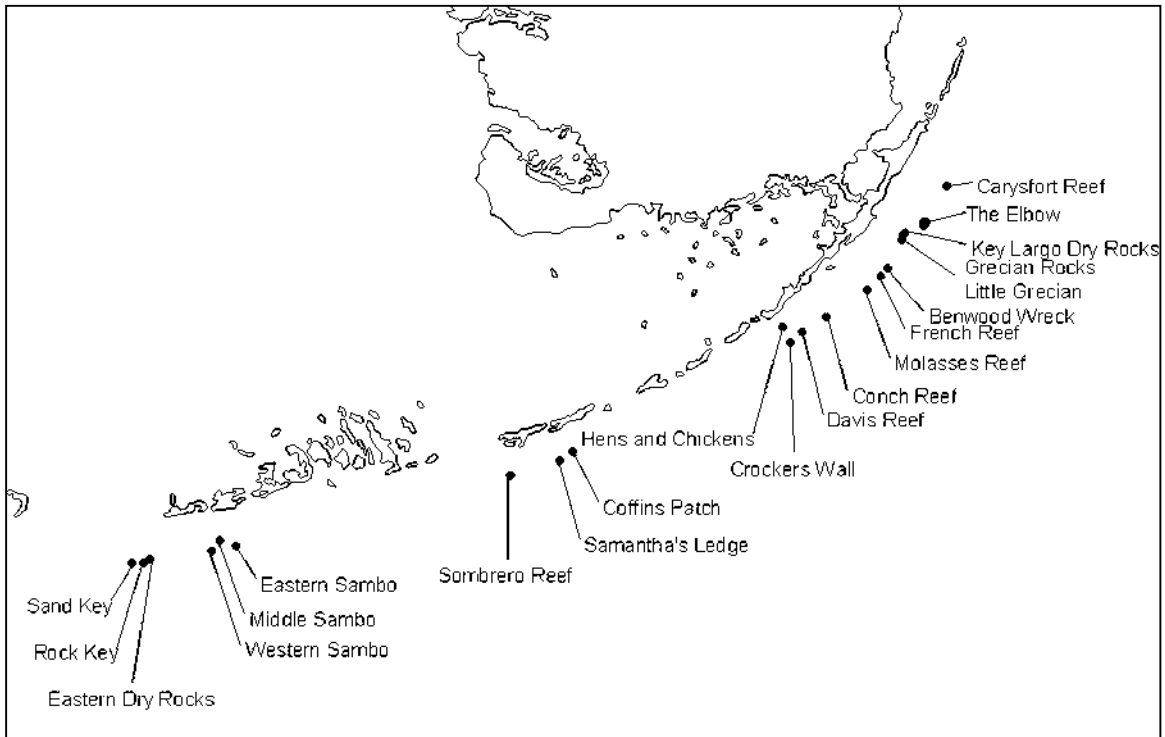 Carysfort Reef
The Elbow
Key Largo Dry Rocks
Grecian Rocks
Little Grecian
Benwood Wreck
French Reef
Molasses Reef
Conch Reef
Davis Reef
Hens and Chickens
Crockers Wall
Coffins Patch
Samantha's Ledge
Sombrero Reef
Eastern Sambo
Sand Key
Middle Sambo
Rock Key
Western Sambo
Eastern Dry Rocks